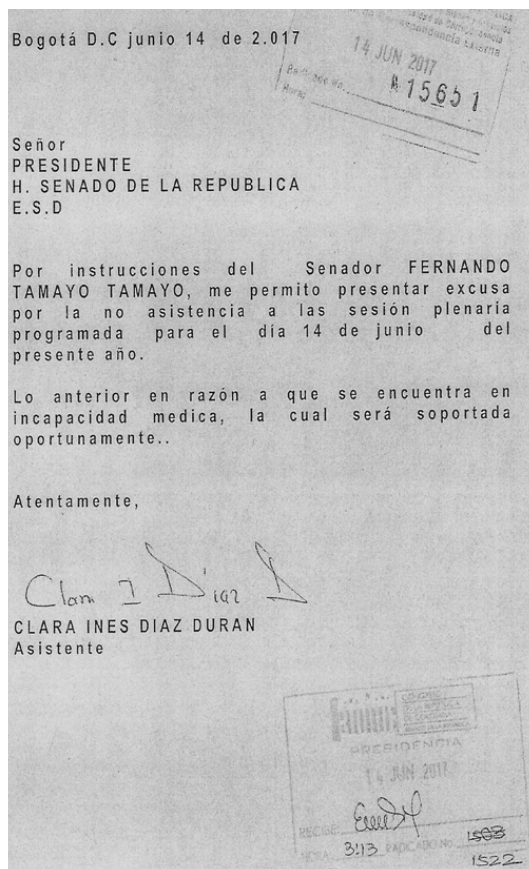 Bogotá D.C junio 14 de 2.017
14 JUN 2017
15651
Señor
PRESIDENTE
H. SENADO DE LA REPUBLICA
E.S.D
Por instrucciones del Senador FERNANDO
TAMAYO TAMAYO, me permito presentar excusa
por la no asistencia a las sesión plenaria
programada para el día 14 de junio del
presente año.
Lo anterior en razón a que se encuentra en
incapacidad medica, la cual será soportada
oportunamente..
Atentamente,
Clara I Diaz D
CLARA INES DIAZ DURAN
Asistente
PRESIDENCIA
14 JUN 2017
RECIBE:
HORA: 3:13 RADICADO No. 1503
1522